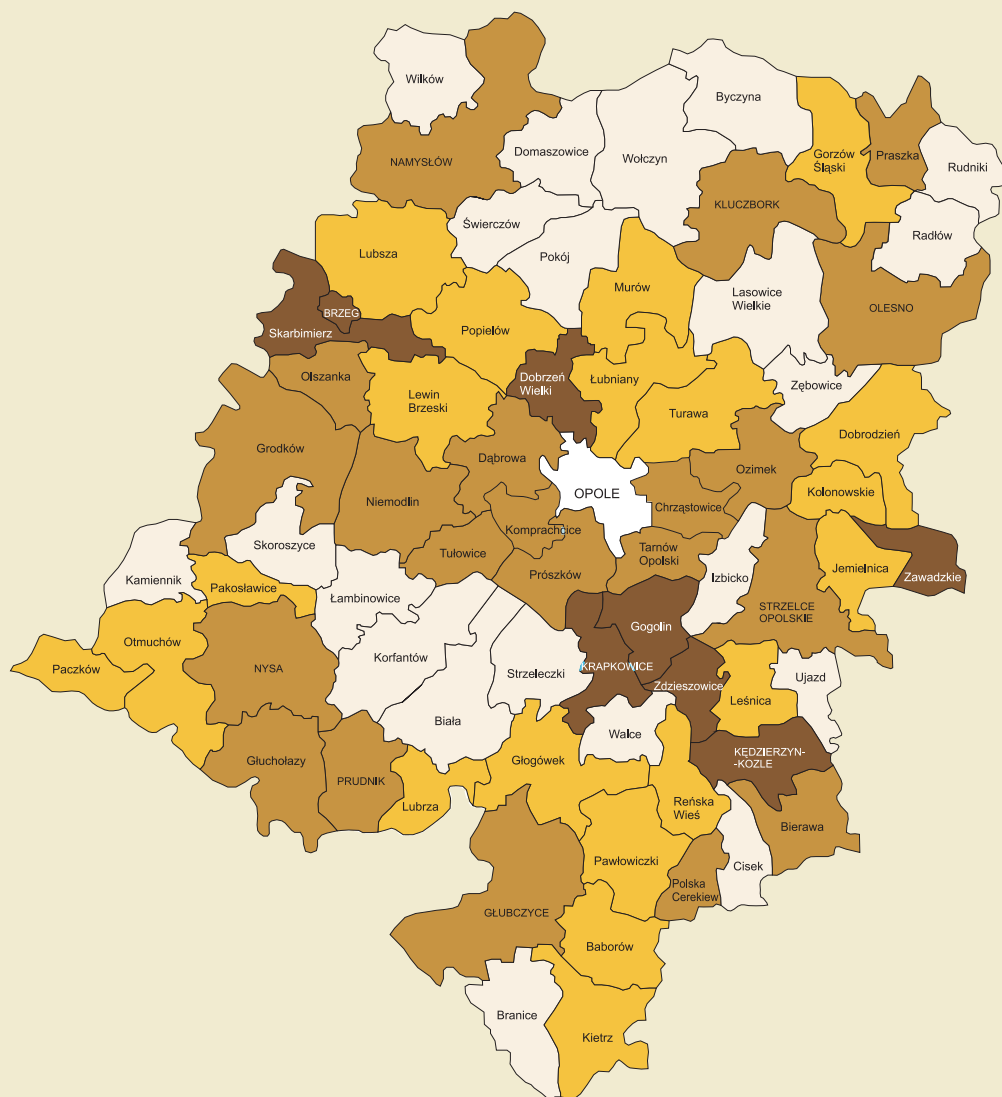 Wilków
Byczyna
NAMYSŁÓW
Domaszowice
Wołczyn
Gorzów
Śląski
Praszka
Rudniki
KLUCZBORK
Świerczów
Radłów
Lubsza
Pokój
Murów
Lasowice
Wielkie
OLESNO
BRZEG
Skarbimierz
Popielów
Olszanka
Dobrzeń
Wielki
Łubniany
Zębowice
Lewin
Brzeski
Turawa
Dobrodzień
Grodków
Dąbrowa
Ozimek
Niemodlin
OPOLE
Kolonowskie
Chrząstowice
Komprachcice
Skoroszyce
Tułowice
Tarnów
Opolski
Kamiennik
Prószków
Izbicko
Jemielnica
Zawadzkie
Pakosławice
Łambinowice
STRZELCE
OPOLSKIE
Gogolin
Otmuchów
Paczków
NYSA
Korfantów
Strzeleczki
KRAPKOWICE
Zdzieszowice
Ujazd
Leśnica
Biała
Walce
KĘDZIERZYN-
-KOZLE
Głuchołazy
PRUDNIK
Głogówek
Lubrza
Reńska
Wieś
Bierawa
Pawłowiczki
Cisek
Polska
Cerekiew
GŁUBCZYCE
Baborów
Branice
Kietrz